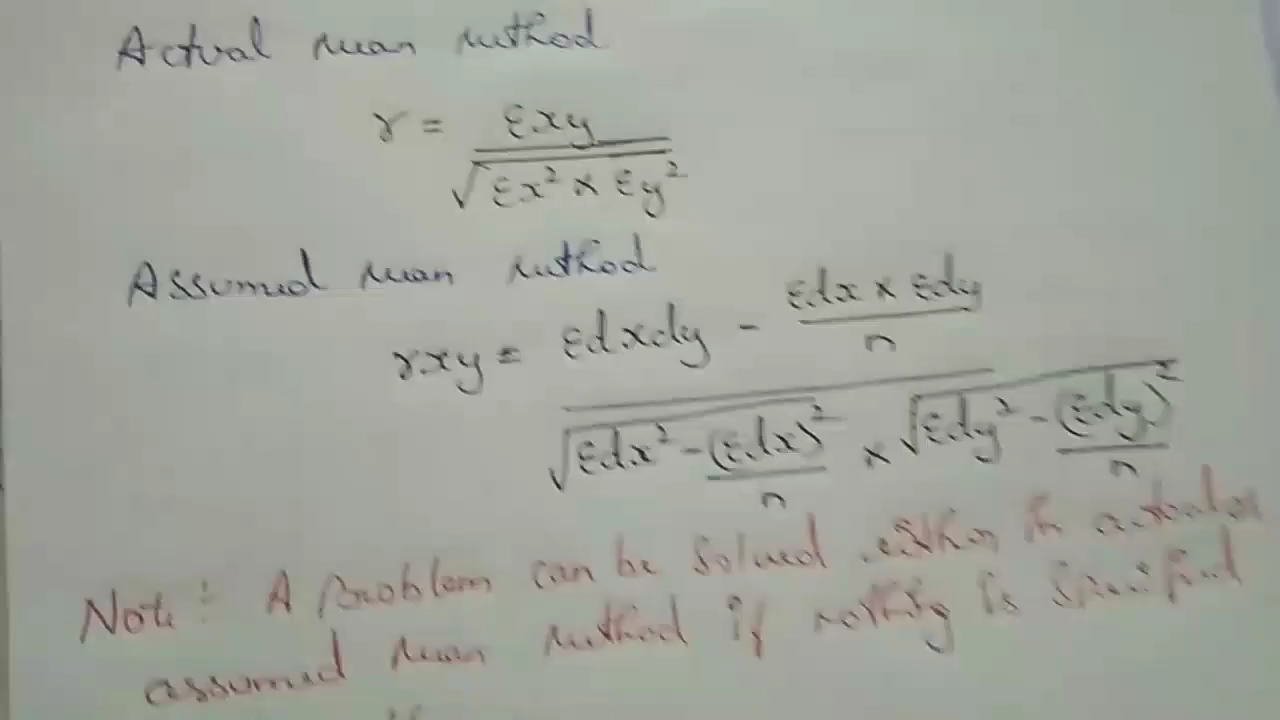 Actual mean method
r = Σxy / √Σx² × Σy²
Assumed mean method
rxy = Σdxdy - Σdx × Σdy / n
√Σdx² - (Σdx)² / n × √Σdy² - (Σdy)² / n
Note: A problem can be solved either in actual or
assumed mean method if nothing is specified